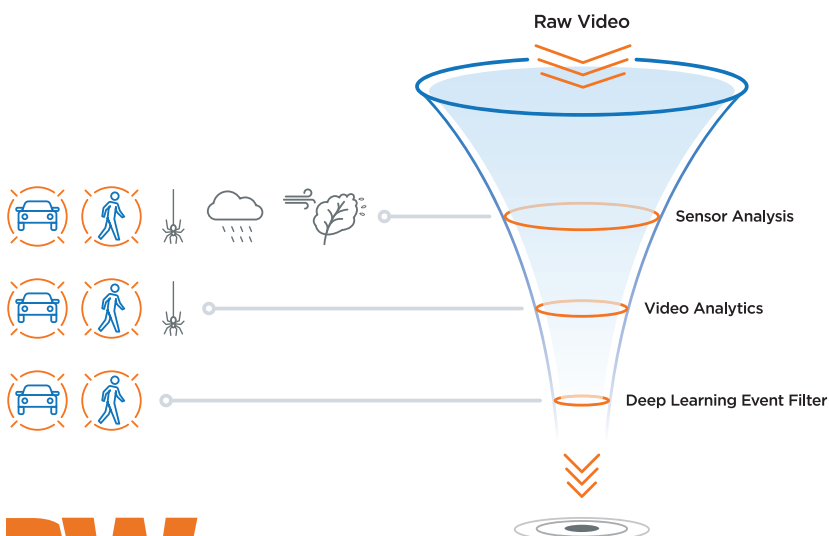 Raw Video
Sensor Analysis
Video Analytics
Deep Learning Event Filter